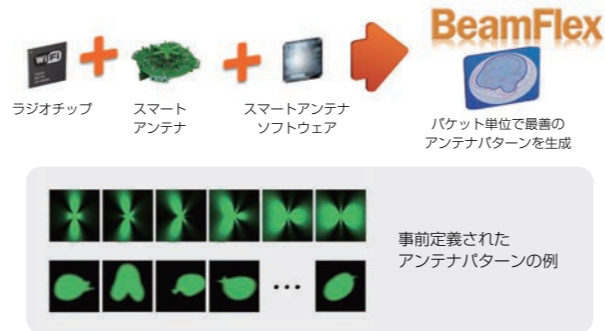 BeamFlex
WiFi
ラジオチップ
スマート
アンテナ
スマートアンテナ
ソフトウェア
パケット単位で最善の
アンテナパターンを生成
事前定義された
アンテナパターンの例
...